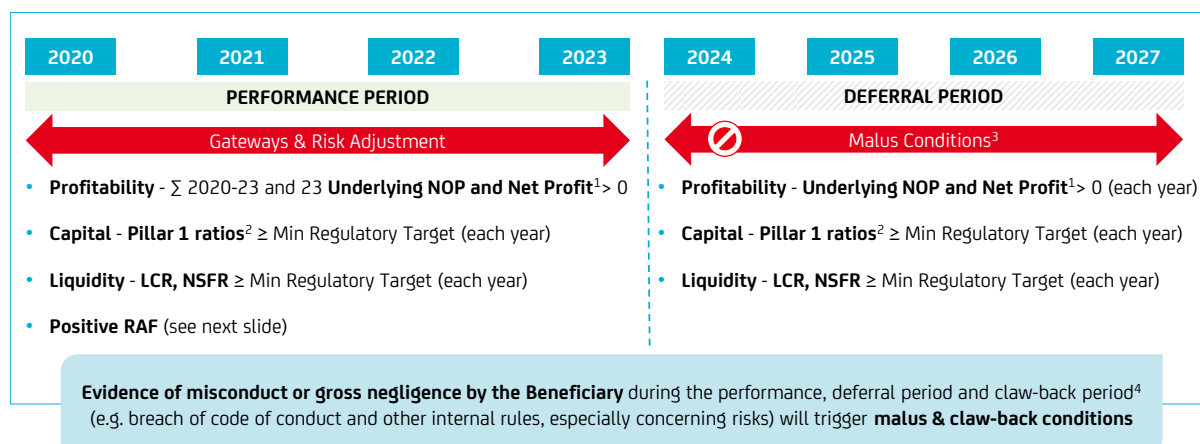 2020 2021 2022 2023 2024 2025 2026 2027
PERFORMANCE PERIOD
Gateways & Risk Adjustment
• Profitability - Σ 2020-23 and 23 Underlying NOP and Net Profit¹> 0
• Capital - Pillar 1 ratios² ≥ Min Regulatory Target (each year)
• Liquidity - LCR, NSFR ≥ Min Regulatory Target (each year)
• Positive RAF (see next slide)
DEFERRAL PERIOD
Malus Conditions³
• Profitability - Underlying NOP and Net Profit¹> 0 (each year)
• Capital - Pillar 1 ratios² ≥ Min Regulatory Target (each year)
• Liquidity - LCR, NSFR ≥ Min Regulatory Target (each year)
Evidence of misconduct or gross negligence by the Beneficiary during the performance, deferral period and claw-back period⁴
(e.g. breach of code of conduct and other internal rules, especially concerning risks) will trigger malus & claw-back conditions